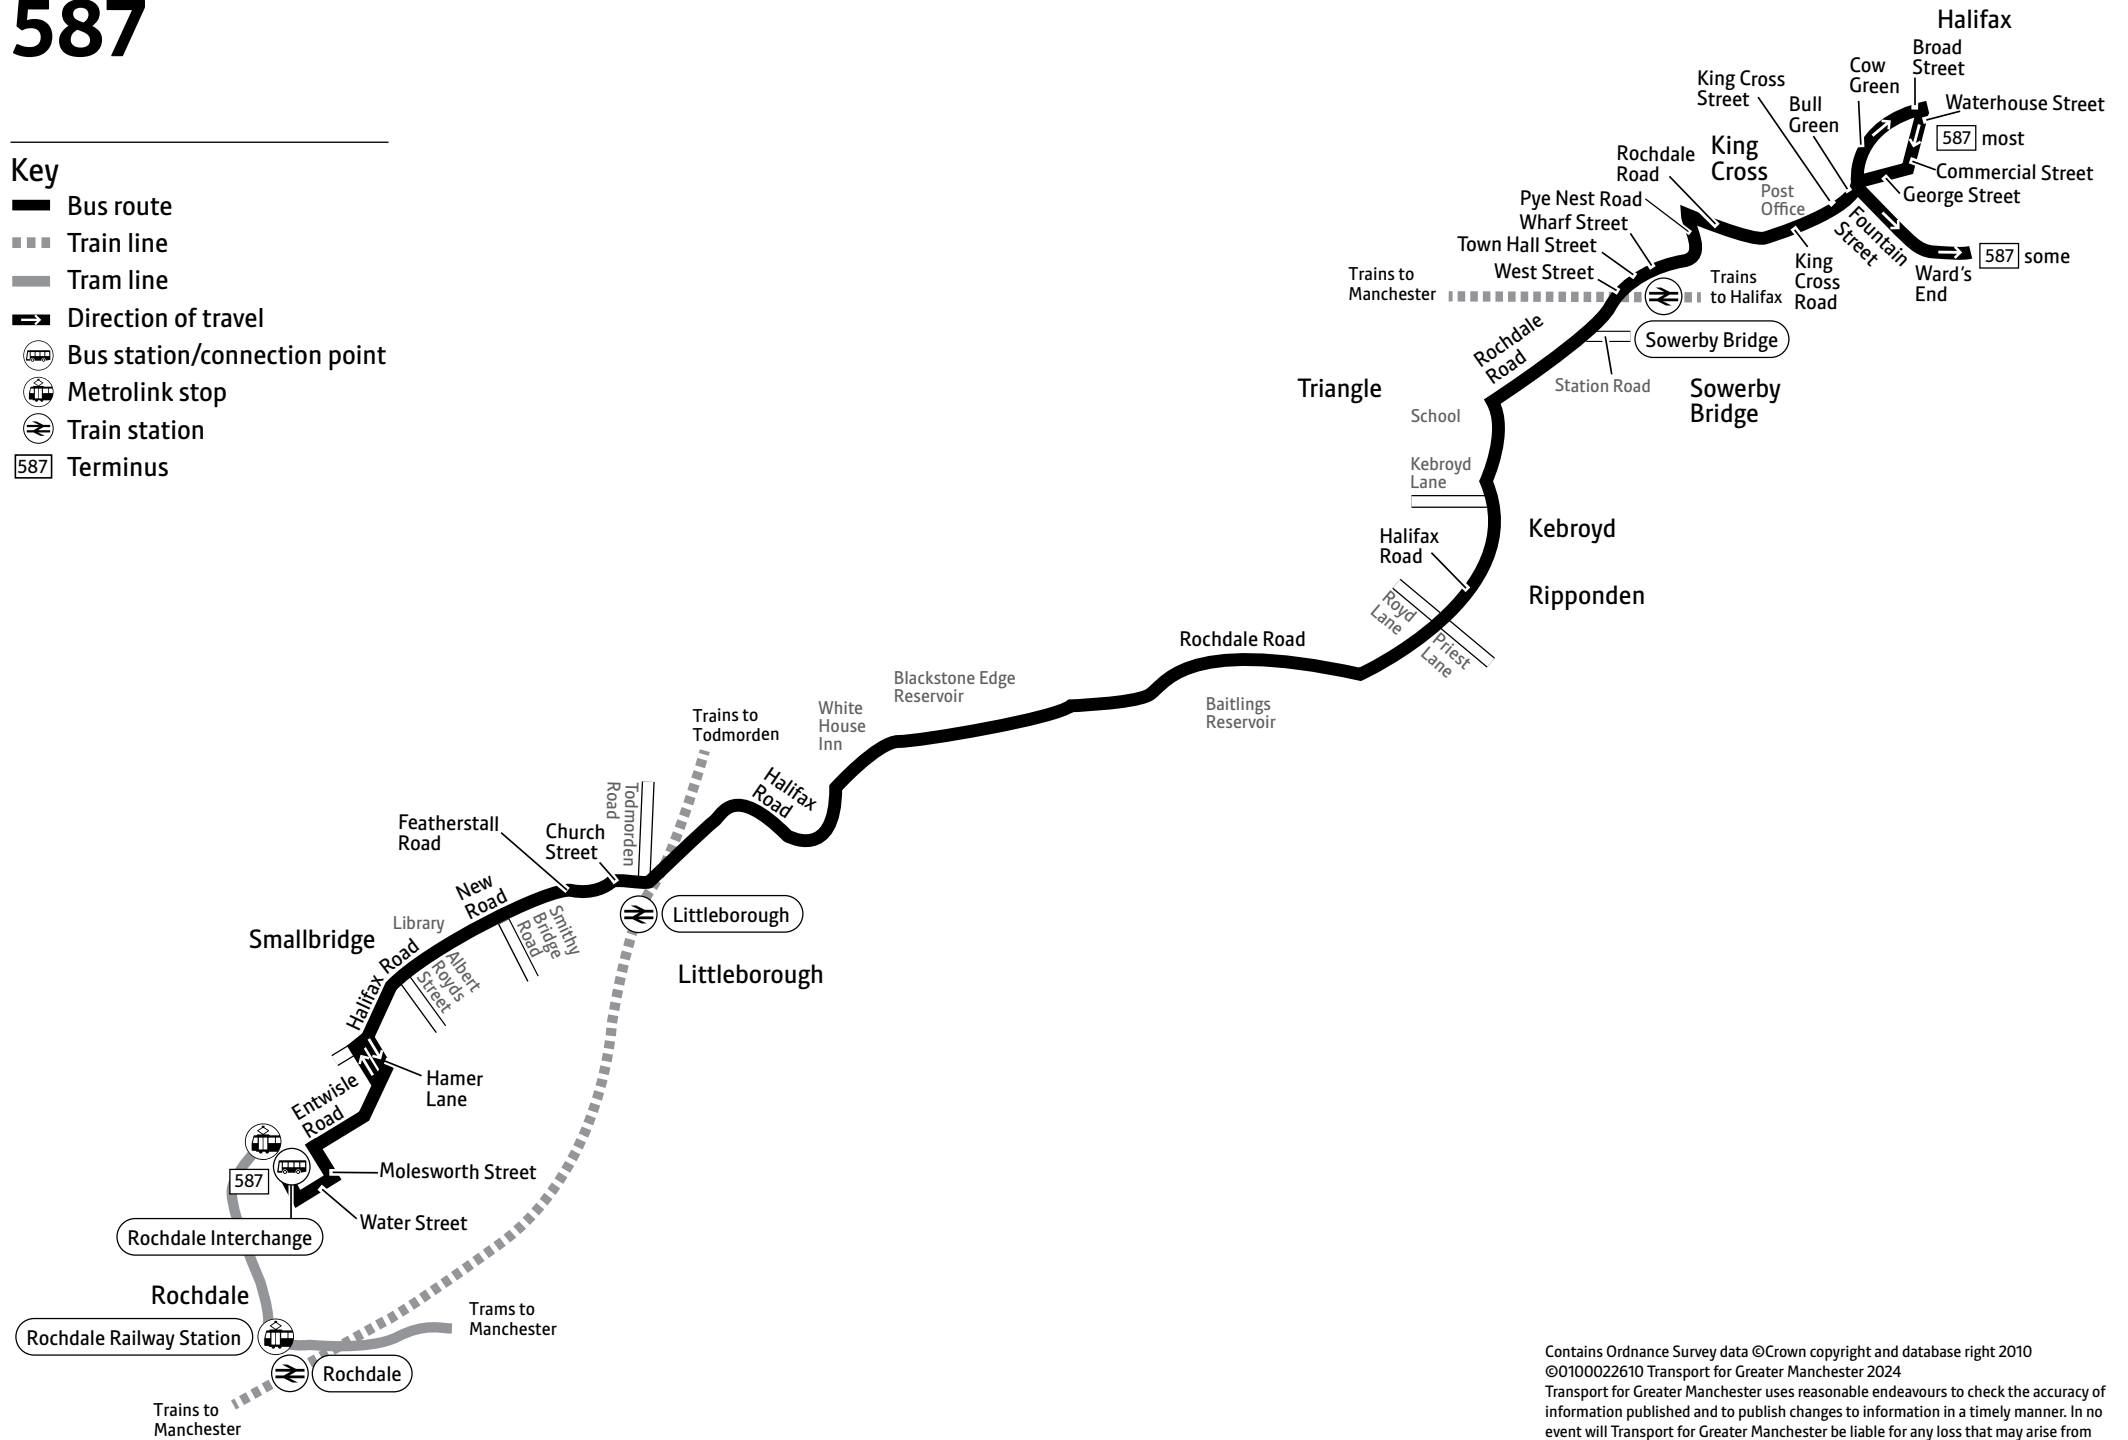 587
Key
Bus route
Train line
Tram line
Direction of travel
Bus station/connection point
Metrolink stop
Train station
587 Terminus
Halifax
Broad
Street
Cow
Green
King Cross
Street
Bull
Green
Waterhouse Street
587 most
Commercial Street
George Street
King
Cross
Rochdale
Road
Post
Office
Pye Nest Road
Wharf Street
Town Hall Street
West Street
Fountain
Street
587 some
Ward's
End
King
Cross
Road
Trains to
Manchester
Trains
to Halifax
Sowerby Bridge
Rochdale
Road
Station Road
Sowerby
Bridge
Triangle
School
Kebroyd
Lane
Kebroyd
Halifax
Road
Ripponden
Royd
Lane
Priest
Lane
Rochdale Road
Baitlings
Reservoir
Blackstone Edge
Reservoir
White
House
Inn
Trains to
Todmorden
Halifax
Road
Todmorden
Road
Church
Street
Featherstall
Road
Littleborough
Littleborough
New
Road
Smithy
Bridge
Road
Library
Smallbridge
Albert
Royds
Street
Halifax Road
Hamer
Lane
Entwisle
Road
587
Molesworth Street
Water Street
Rochdale Interchange
Rochdale
Rochdale Railway Station
Trams to
Manchester
Rochdale
Trains to
Manchester
Contains Ordnance Survey data ©Crown copyright and database right 2010
©0100022610 Transport for Greater Manchester 2024
Transport for Greater Manchester uses reasonable endeavours to check the accuracy of
information published and to publish changes to information in a timely manner. In no
event will Transport for Greater Manchester be liable for any loss that may arise from